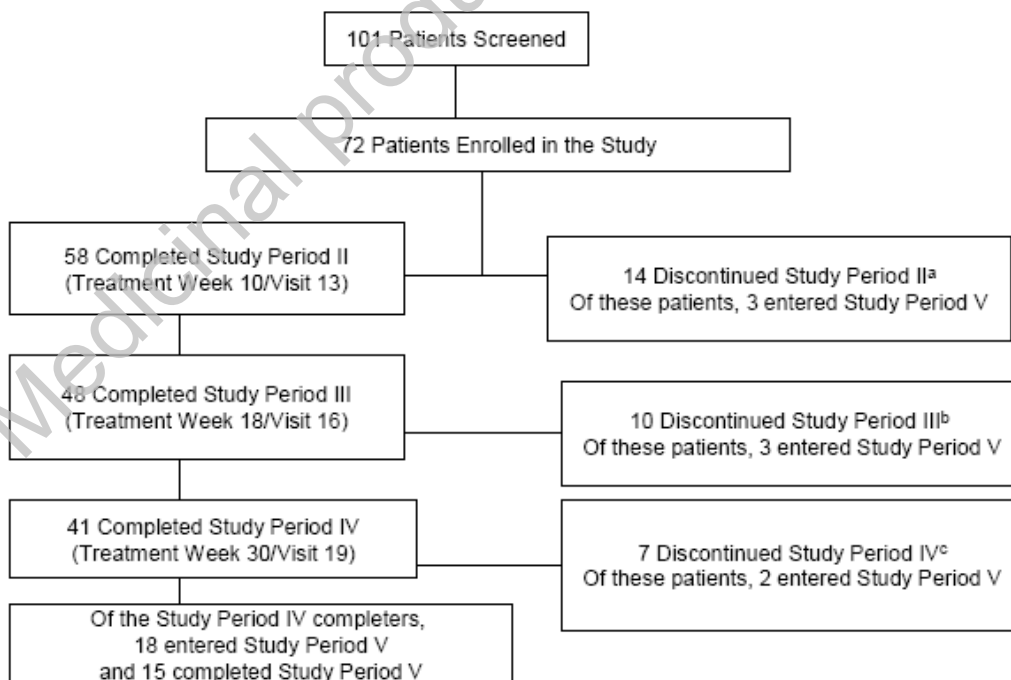 101 Patients Screened
72 Patients Enrolled in the Study
58 Completed Study Period II
(Treatment Week 10/Visit 13)
14 Discontinued Study Period IIa
Of these patients, 3 entered Study Period V
48 Completed Study Period III
(Treatment Week 18/Visit 16)
10 Discontinued Study Period IIIb
Of these patients, 3 entered Study Period V
41 Completed Study Period IV
(Treatment Week 30/Visit 19)
7 Discontinued Study Period IVc
Of these patients, 2 entered Study Period V
Of the Study Period IV completers,
18 entered Study Period V
and 15 completed Study Period V
Medicinal